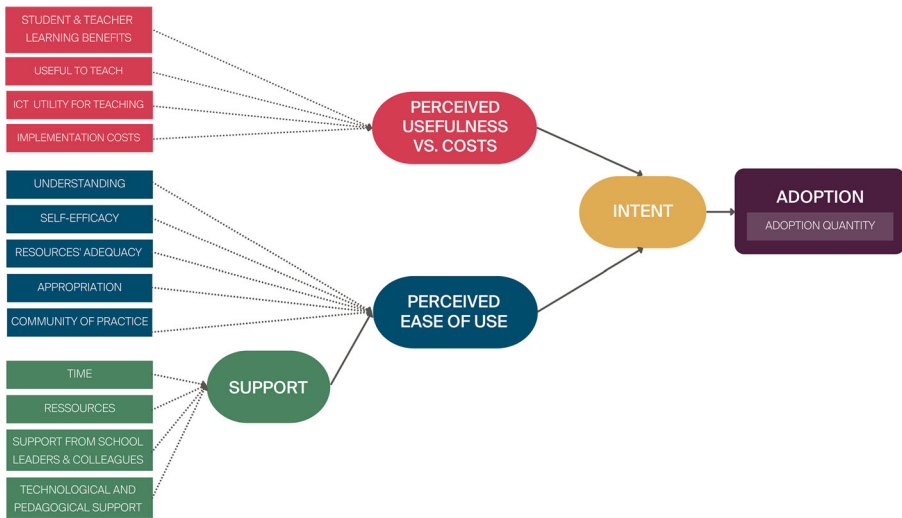 STUDENT & TEACHER
LEARNING BENEFITS
USEFUL TO TEACH
ICT UTILITY FOR TEACHING
IMPLEMENTATION COSTS
PERCEIVED
USEFULNESS
VS. COSTS
UNDERSTANDING
SELF-EFFICACY
RESOURCES' ADEQUACY
APPROPRIATION
COMMUNITY OF PRACTICE
PERCEIVED
EASE OF USE
INTENT
ADOPTION
ADOPTION QUANTITY
TIME
RESSOURCES
SUPPORT FROM SCHOOL
LEADERS & COLLEAGUES
TECHNOLOGICAL AND
PEDAGOGICAL SUPPORT
SUPPORT